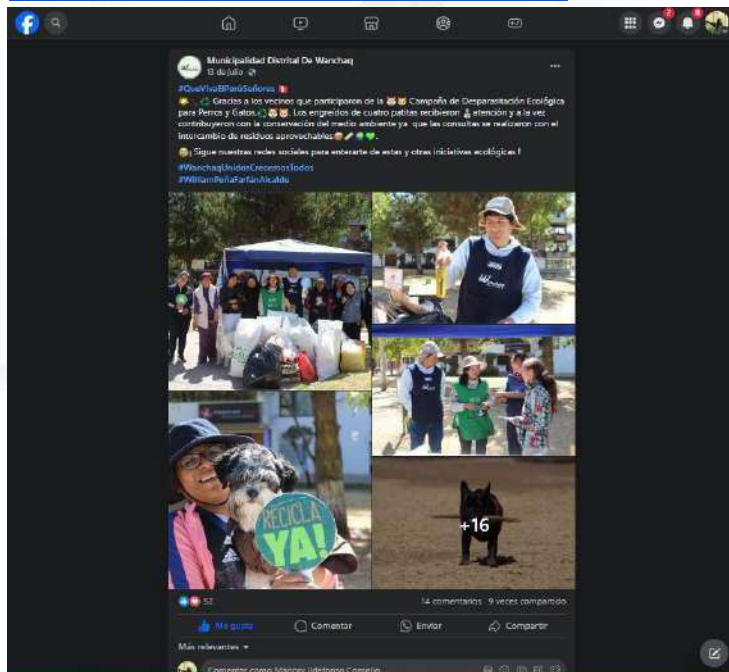 Municipalidad Distrital De Wanchaq
13 de julio
#QueVivaElPerúSeñores
Gracias a los vecinos que participaron de la Campaña de Desparasitación Ecológica
para Perros y Gatos. Los engreídos de cuatro patitas recibieron atención y a la vez
contribuyeron con la conservación del medio ambiente ya que las consultas se realizaron con el
intercambio de residuos aprovechables
¡ Sigue nuestras redes sociales para enterarte de estas y otras iniciativas ecológicas !
#WanchaqUnidosCrecemosTodos
#WilliamPeñaFarfánAlcalde
RECICLA
YA!
+16
52
14 comentarios 9 veces compartido
Me gusta Comentar Enviar Compartir
Más relevantes
Comentar como